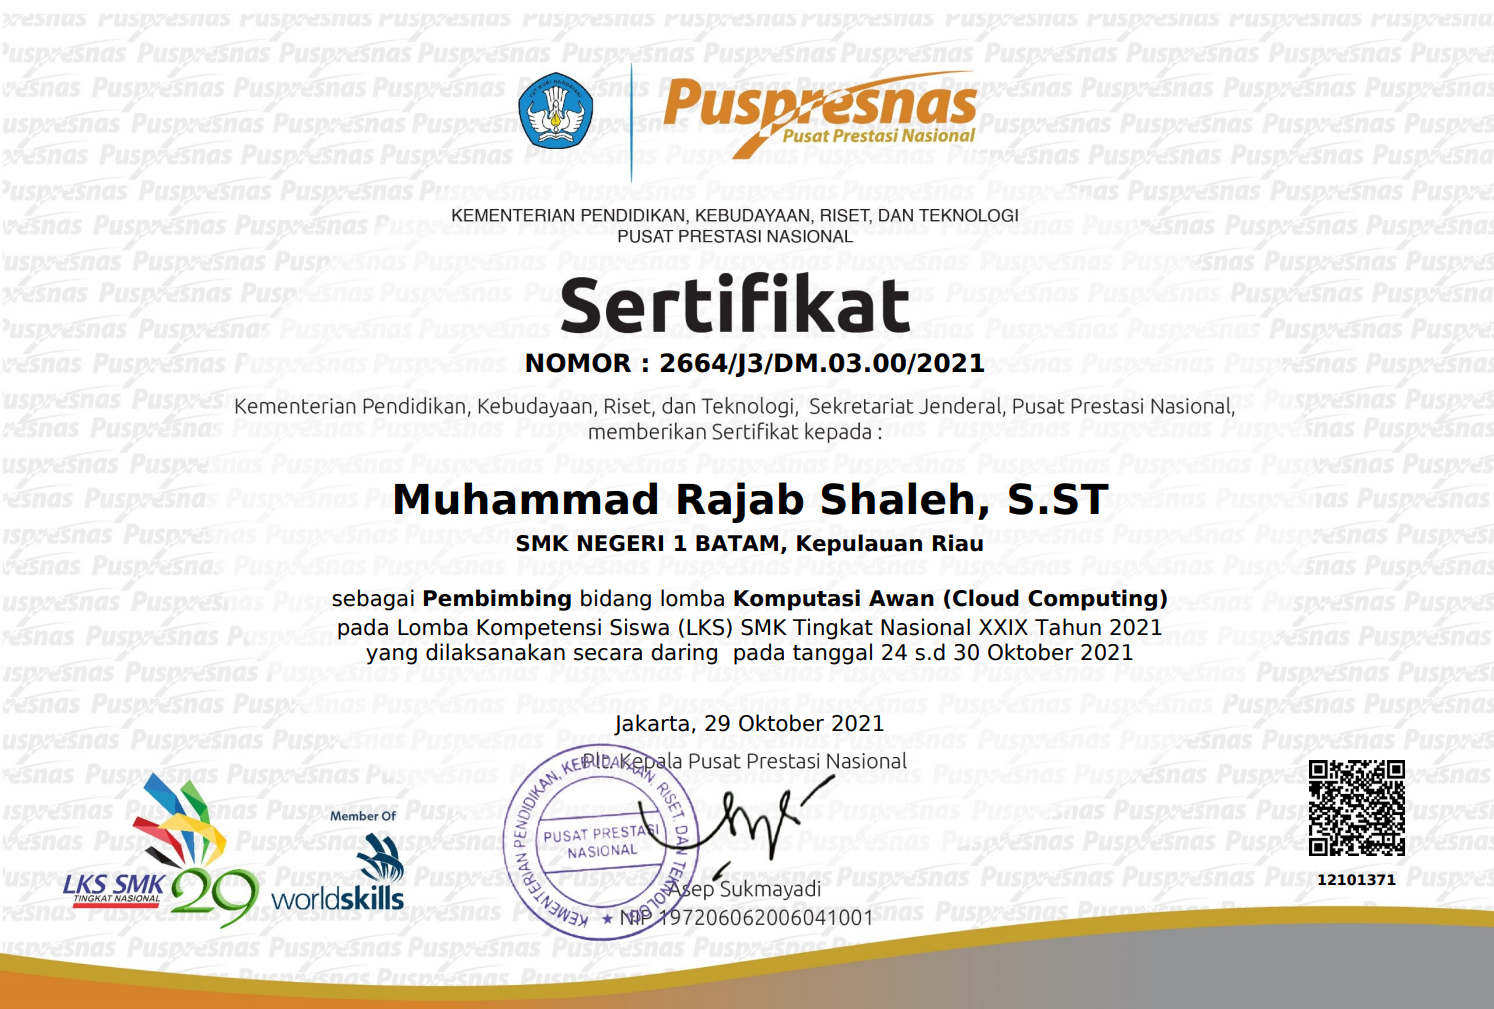 Puspresnas
Pusat Prestasi Nasional
KEMENTERIAN PENDIDIKAN, KEBUDAYAAN, RISET, DAN TEKNOLOGI
PUSAT PRESTASI NASIONAL
Sertifikat
NOMOR : 2664/J3/DM.03.00/2021
Kementerian Pendidikan, Kebudayaan, Riset, dan Teknologi, Sekretariat Jenderal, Pusat Prestasi Nasional,
memberikan Sertifikat kepada :
Muhammad Rajab Shaleh, S.ST
SMK NEGERI 1 BATAM, Kepulauan Riau
sebagai Pembimbing bidang lomba Komputasi Awan (Cloud Computing)
pada Lomba Kompetensi Siswa (LKS) SMK Tingkat Nasional XXIX Tahun 2021
yang dilaksanakan secara daring pada tanggal 24 s.d 30 Oktober 2021
Jakarta, 29 Oktober 2021
Plt. Kepala Pusat Prestasi Nasional
KEMENTERIAN PENDIDIKAN, KEBUDAYAAN, RISET, DAN TEKNOLOGI
PUSAT PRESTASI
NASIONAL
Asep Sukmayadi
NIP 197206062006041001
LKS SMK
TINGKAT NASIONAL
29
Member Of
worldskills
12101371